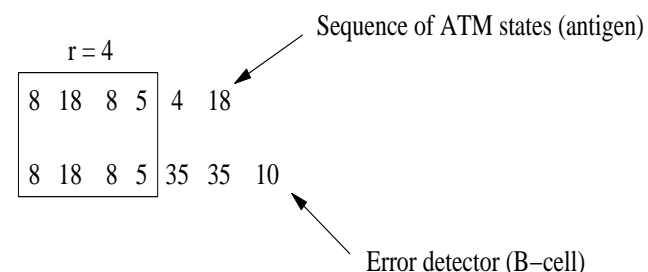 Sequence of ATM states (antigen)
r = 4
8 18 8 5 4 18
8 18 8 5 35 35 10
Error detector (B−cell)